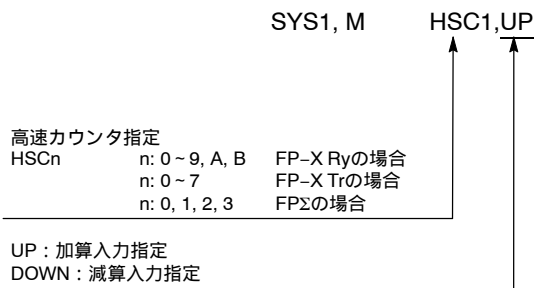 SYS1, M HSC1,UP
高速カウンタ指定
HSCn n: 0~9, A, B FP−X Ryの場合
n: 0~7 FP−X Trの場合
n: 0, 1, 2, 3 FPΣの場合
UP：加算入力指定
DOWN：減算入力指定